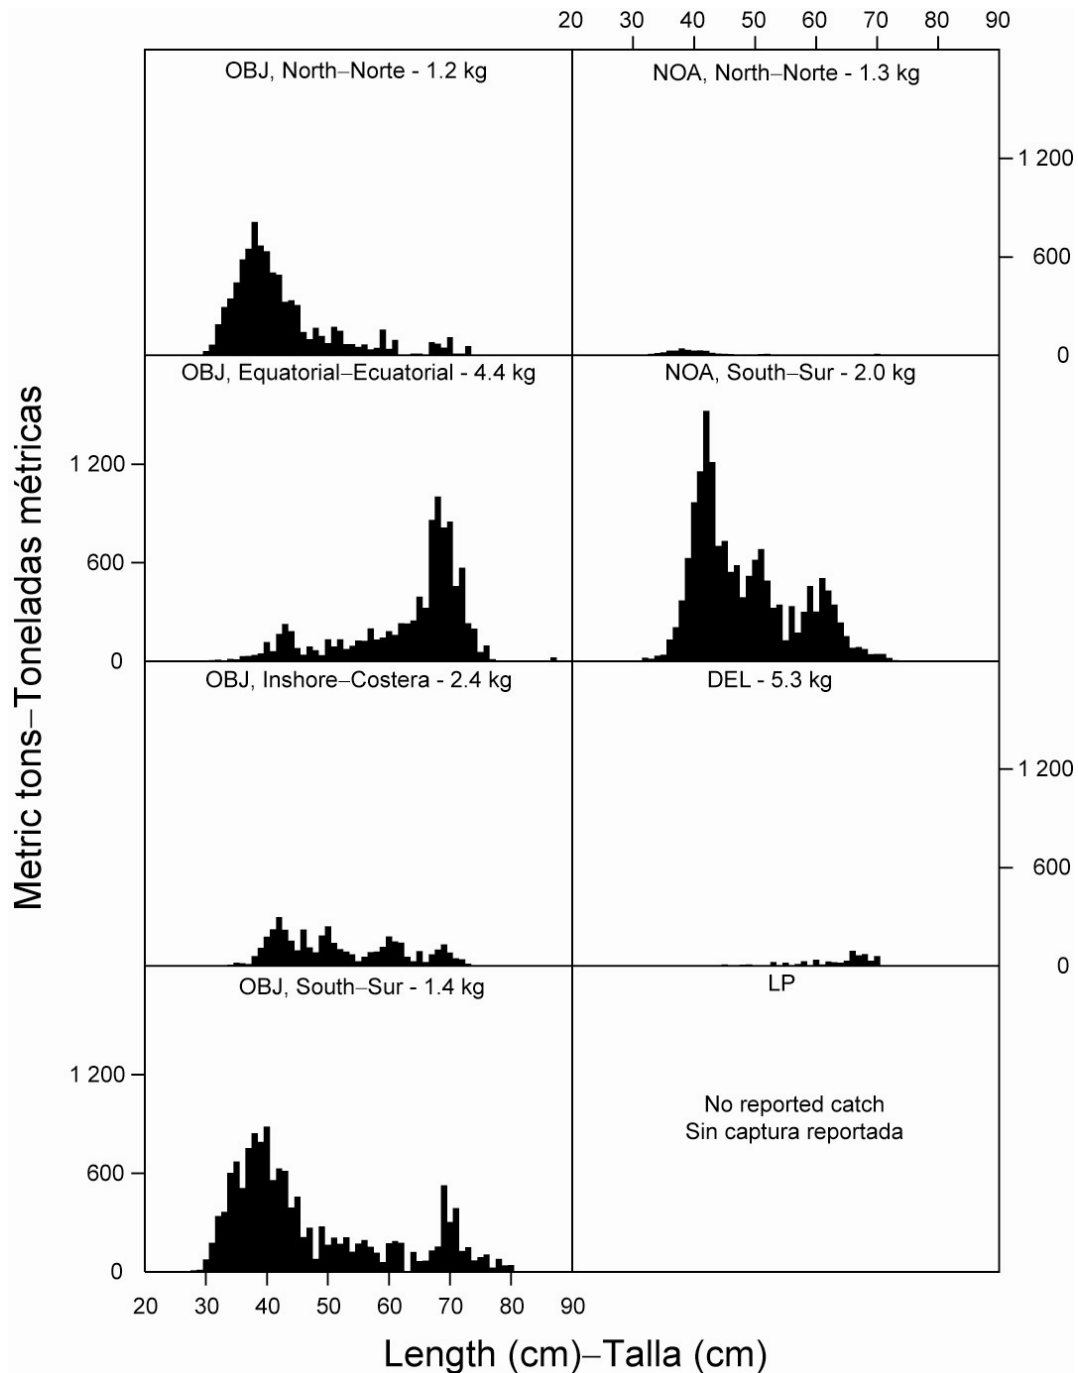 20 30 40 50 60 70 80 90
OBJ, North–Norte - 1.2 kg
NOA, North–Norte - 1.3 kg
1 200
600
0
OBJ, Equatorial–Ecuatorial - 4.4 kg
NOA, South–Sur - 2.0 kg
1 200
600
0
OBJ, Inshore–Costera - 2.4 kg
DEL - 5.3 kg
1 200
600
0
OBJ, South–Sur - 1.4 kg
LP
No reported catch
Sin captura reportada
1 200
600
0
20 30 40 50 60 70 80 90
Metric tons–Toneladas métricas
Length (cm)–Talla (cm)